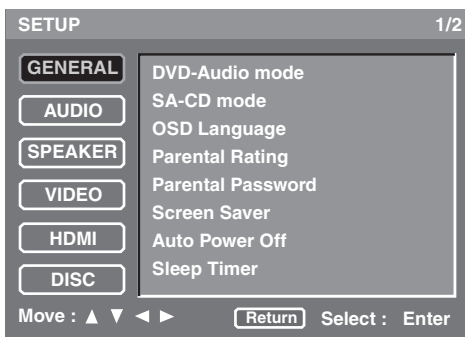 SETUP 1/2
GENERAL
AUDIO
SPEAKER
VIDEO
HDMI
DISC
DVD-Audio mode
SA-CD mode
OSD Language
Parental Rating
Parental Password
Screen Saver
Auto Power Off
Sleep Timer
Move : ▲ ▼ ◄ ► Return Select : Enter